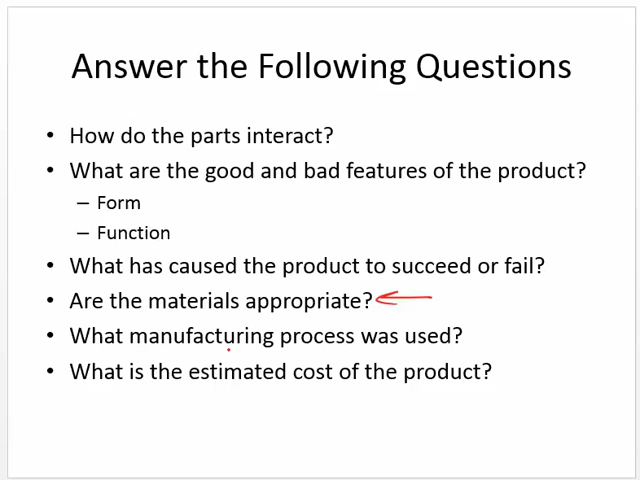 Answer the Following Questions
• How do the parts interact?
• What are the good and bad features of the product?
– Form
– Function
• What has caused the product to succeed or fail?
• Are the materials appropriate?
• What manufacturing process was used?
• What is the estimated cost of the product?